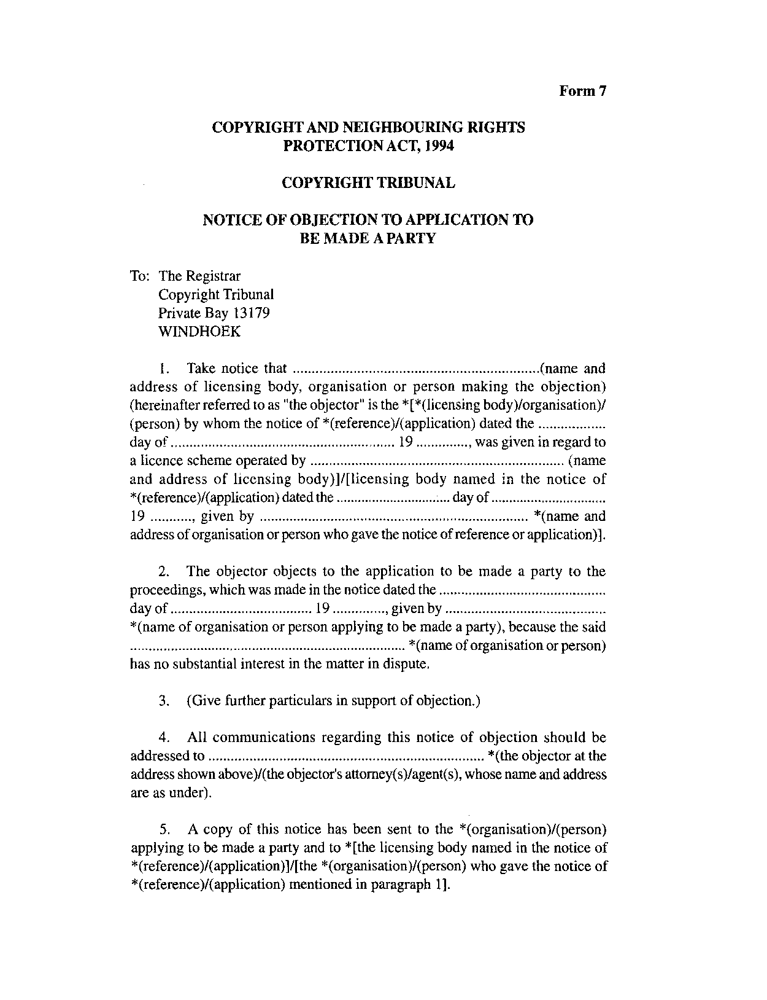 Form 7
COPYRIGHT AND NEIGHBOURING RIGHTS
PROTECTION ACT, 1994
COPYRIGHT TRIBUNAL
NOTICE OF OBJECTION TO APPLICATION TO
BE MADE A PARTY
To: The Registrar
Copyright Tribunal
Private Bay 13179
WINDHOEK
1. Take notice that ..................................................................(name and
address of licensing body, organisation or person making the objection)
(hereinafter referred to as "the objector" is the *[*(licensing body)/organisation)/
(person) by whom the notice of *(reference)/(application) dated the ..................
day of ............................................................ 19 .............., was given in regard to
a licence scheme operated by .................................................................... (name
and address of licensing body)]/[licensing body named in the notice of
*(reference)/(application) dated the ............................... day of ...............................
19 ..........., given by ........................................................................ *(name and
address of organisation or person who gave the notice of reference or application)].
2. The objector objects to the application to be made a party to the
proceedings, which was made in the notice dated the .............................................
day of ...................................... 19 .............., given by ...........................................
*(name of organisation or person applying to be made a party), because the said
.......................................................................... *(name of organisation or person)
has no substantial interest in the matter in dispute.
3. (Give further particulars in support of objection.)
4. All communications regarding this notice of objection should be
addressed to .......................................................................... *(the objector at the
address shown above)/(the objector's attorney(s)/agent(s), whose name and address
are as under).
5. A copy of this notice has been sent to the *(organisation)/(person)
applying to be made a party and to *[the licensing body named in the notice of
*(reference)/(application)]/[the *(organisation)/(person) who gave the notice of
*(reference)/(application) mentioned in paragraph 1].